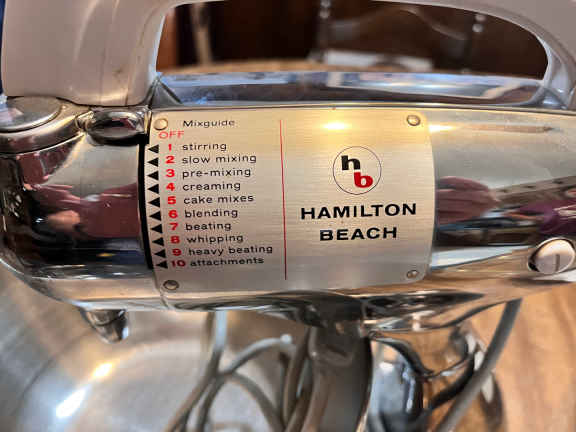 Mixguide
OFF
1 stirring
2 slow mixing
3 pre-mixing
4 creaming
5 cake mixes
6 blending
7 beating
8 whipping
9 heavy beating
10 attachments
hb
HAMILTON
BEACH